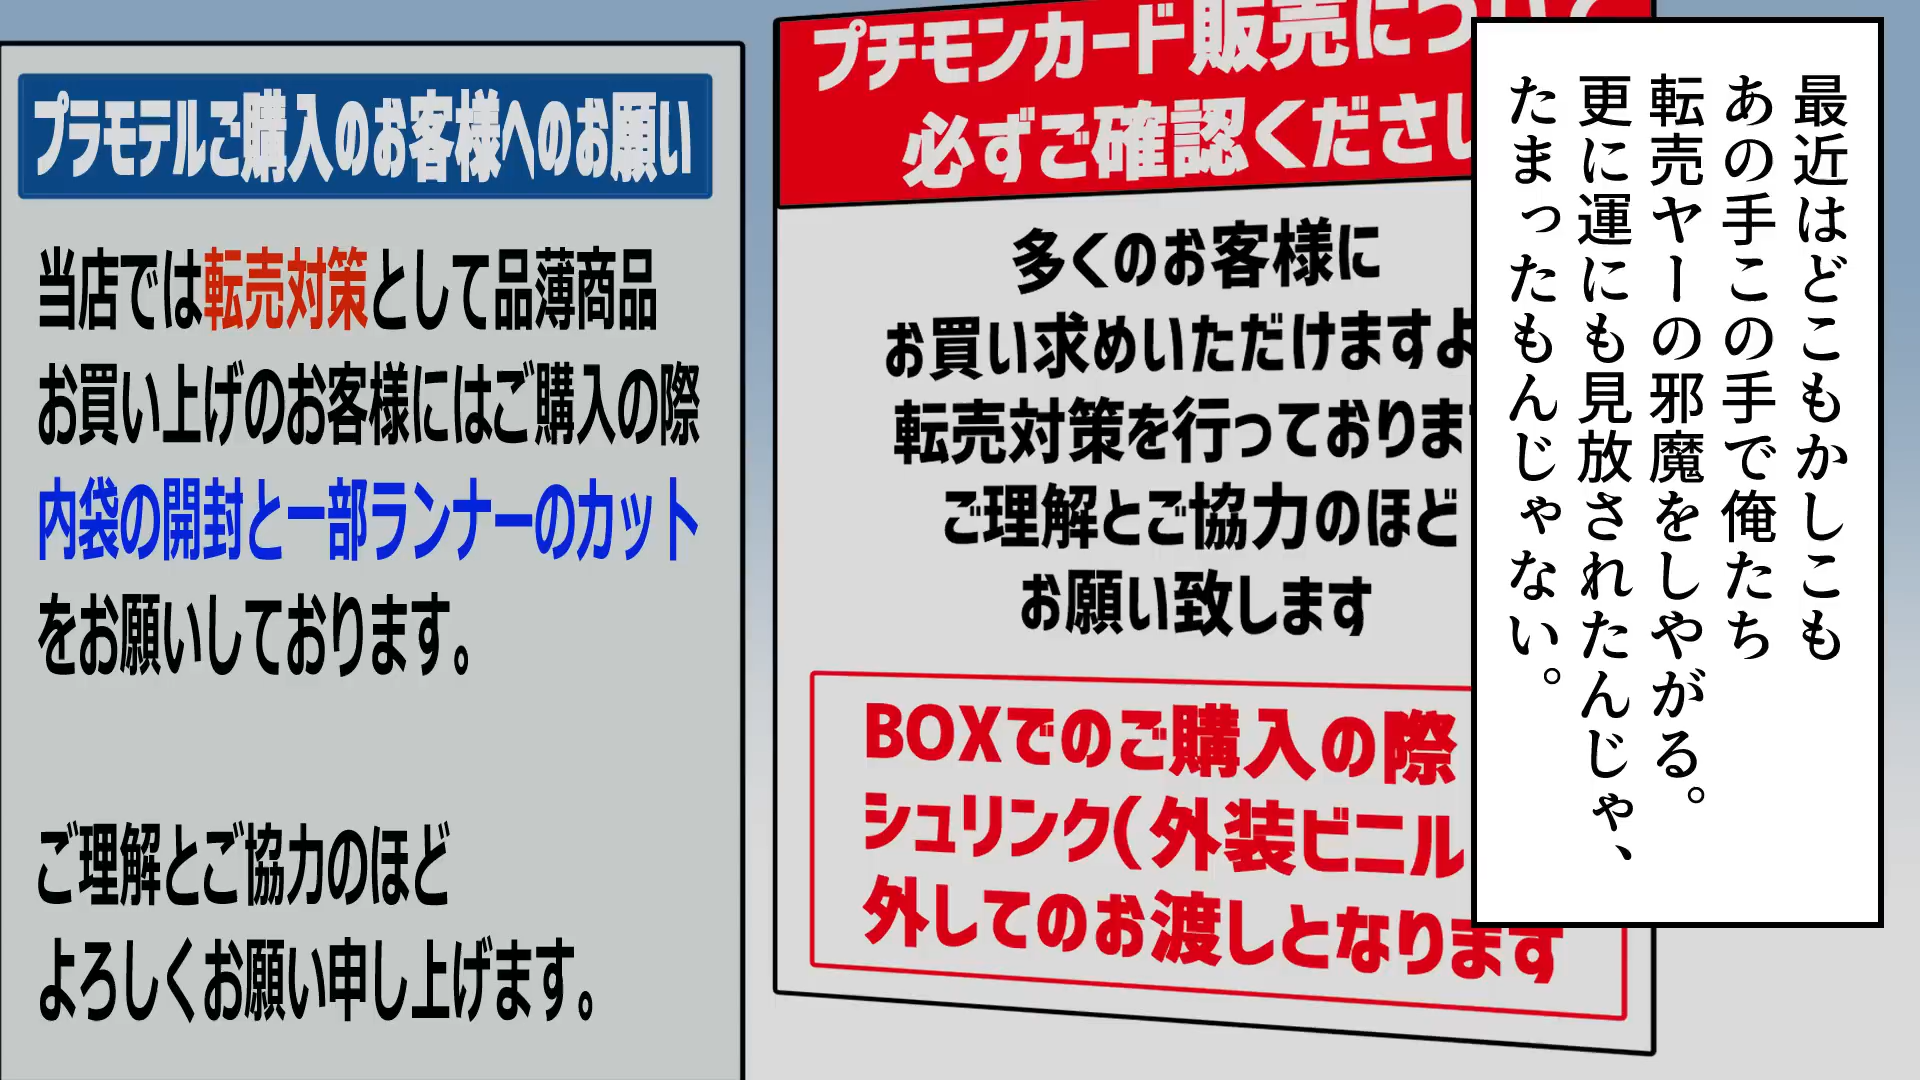 プラモデルご購入のお客様へのお願い
当店では転売対策として品薄商品
お買い上げのお客様にはご購入の際
内袋の開封と一部ランナーのカット
をお願いしております。
ご理解とご協力のほど
よろしくお願い申し上げます。
プチモンカード販売について
必ずご確認ください
多くのお客様に
お買い求めいただけますよ
転売対策を行っておりま
ご理解とご協力のほど
お願い致します
BOXでのご購入の際
シュリンク(外装ビニル
外してのお渡しとなります
最近はどこもかしこも
あの手この手で俺たち
転売ヤーの邪魔をしやがる。
更に運にも見放されたんじゃ、
たまったもんじゃない。